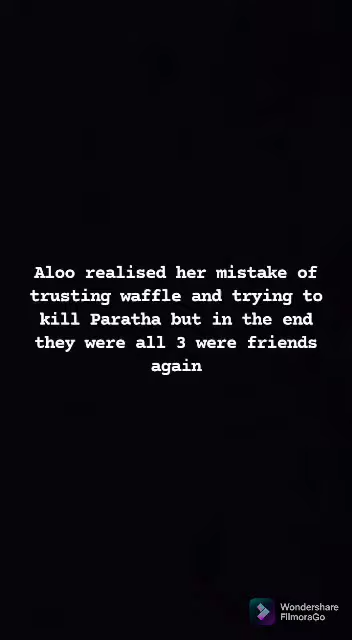 Aloo realised her mistake of
trusting waffle and trying to
kill Paratha but in the end
they were all 3 were friends
again
Wondershare
FilmoraGo